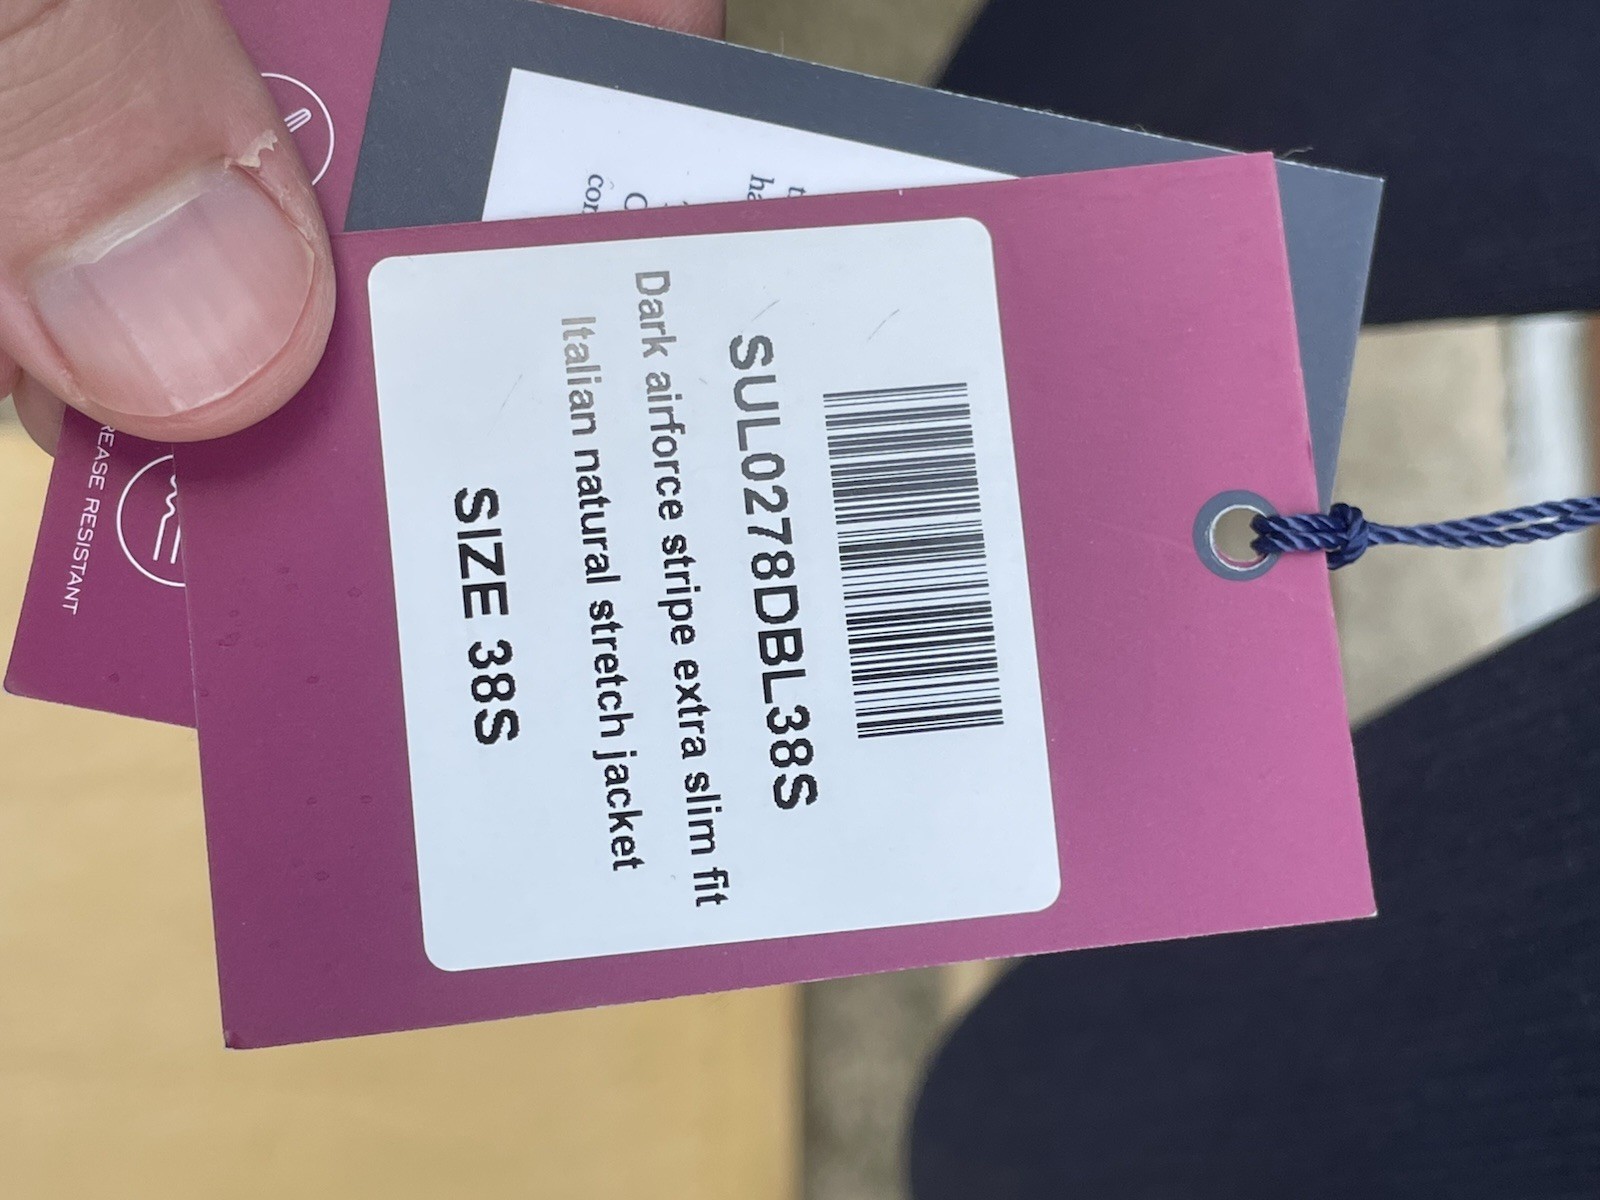 SUL0278DBL38S
Dark airforce stripe extra slim fit
Italian natural stretch jacket
SIZE 38S
REASE RESISTANT